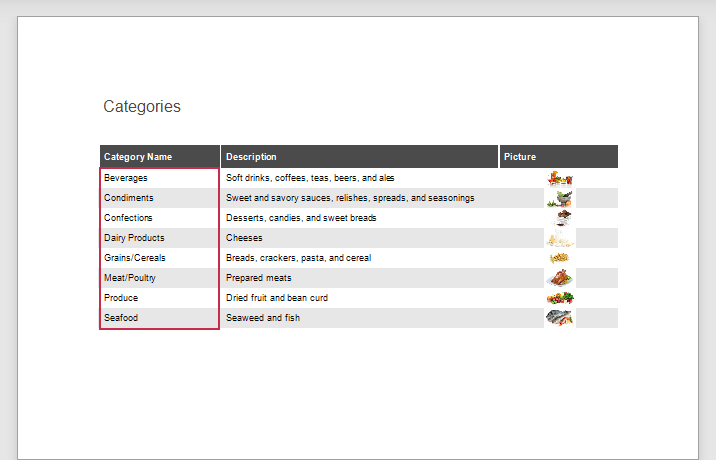 Categories
Category Name Description Picture
Beverages Soft drinks, coffees, teas, beers, and ales
Condiments Sweet and savory sauces, relishes, spreads, and seasonings
Confections Desserts, candies, and sweet breads
Dairy Products Cheeses
Grains/Cereals Breads, crackers, pasta, and cereal
Meat/Poultry Prepared meats
Produce Dried fruit and bean curd
Seafood Seaweed and fish